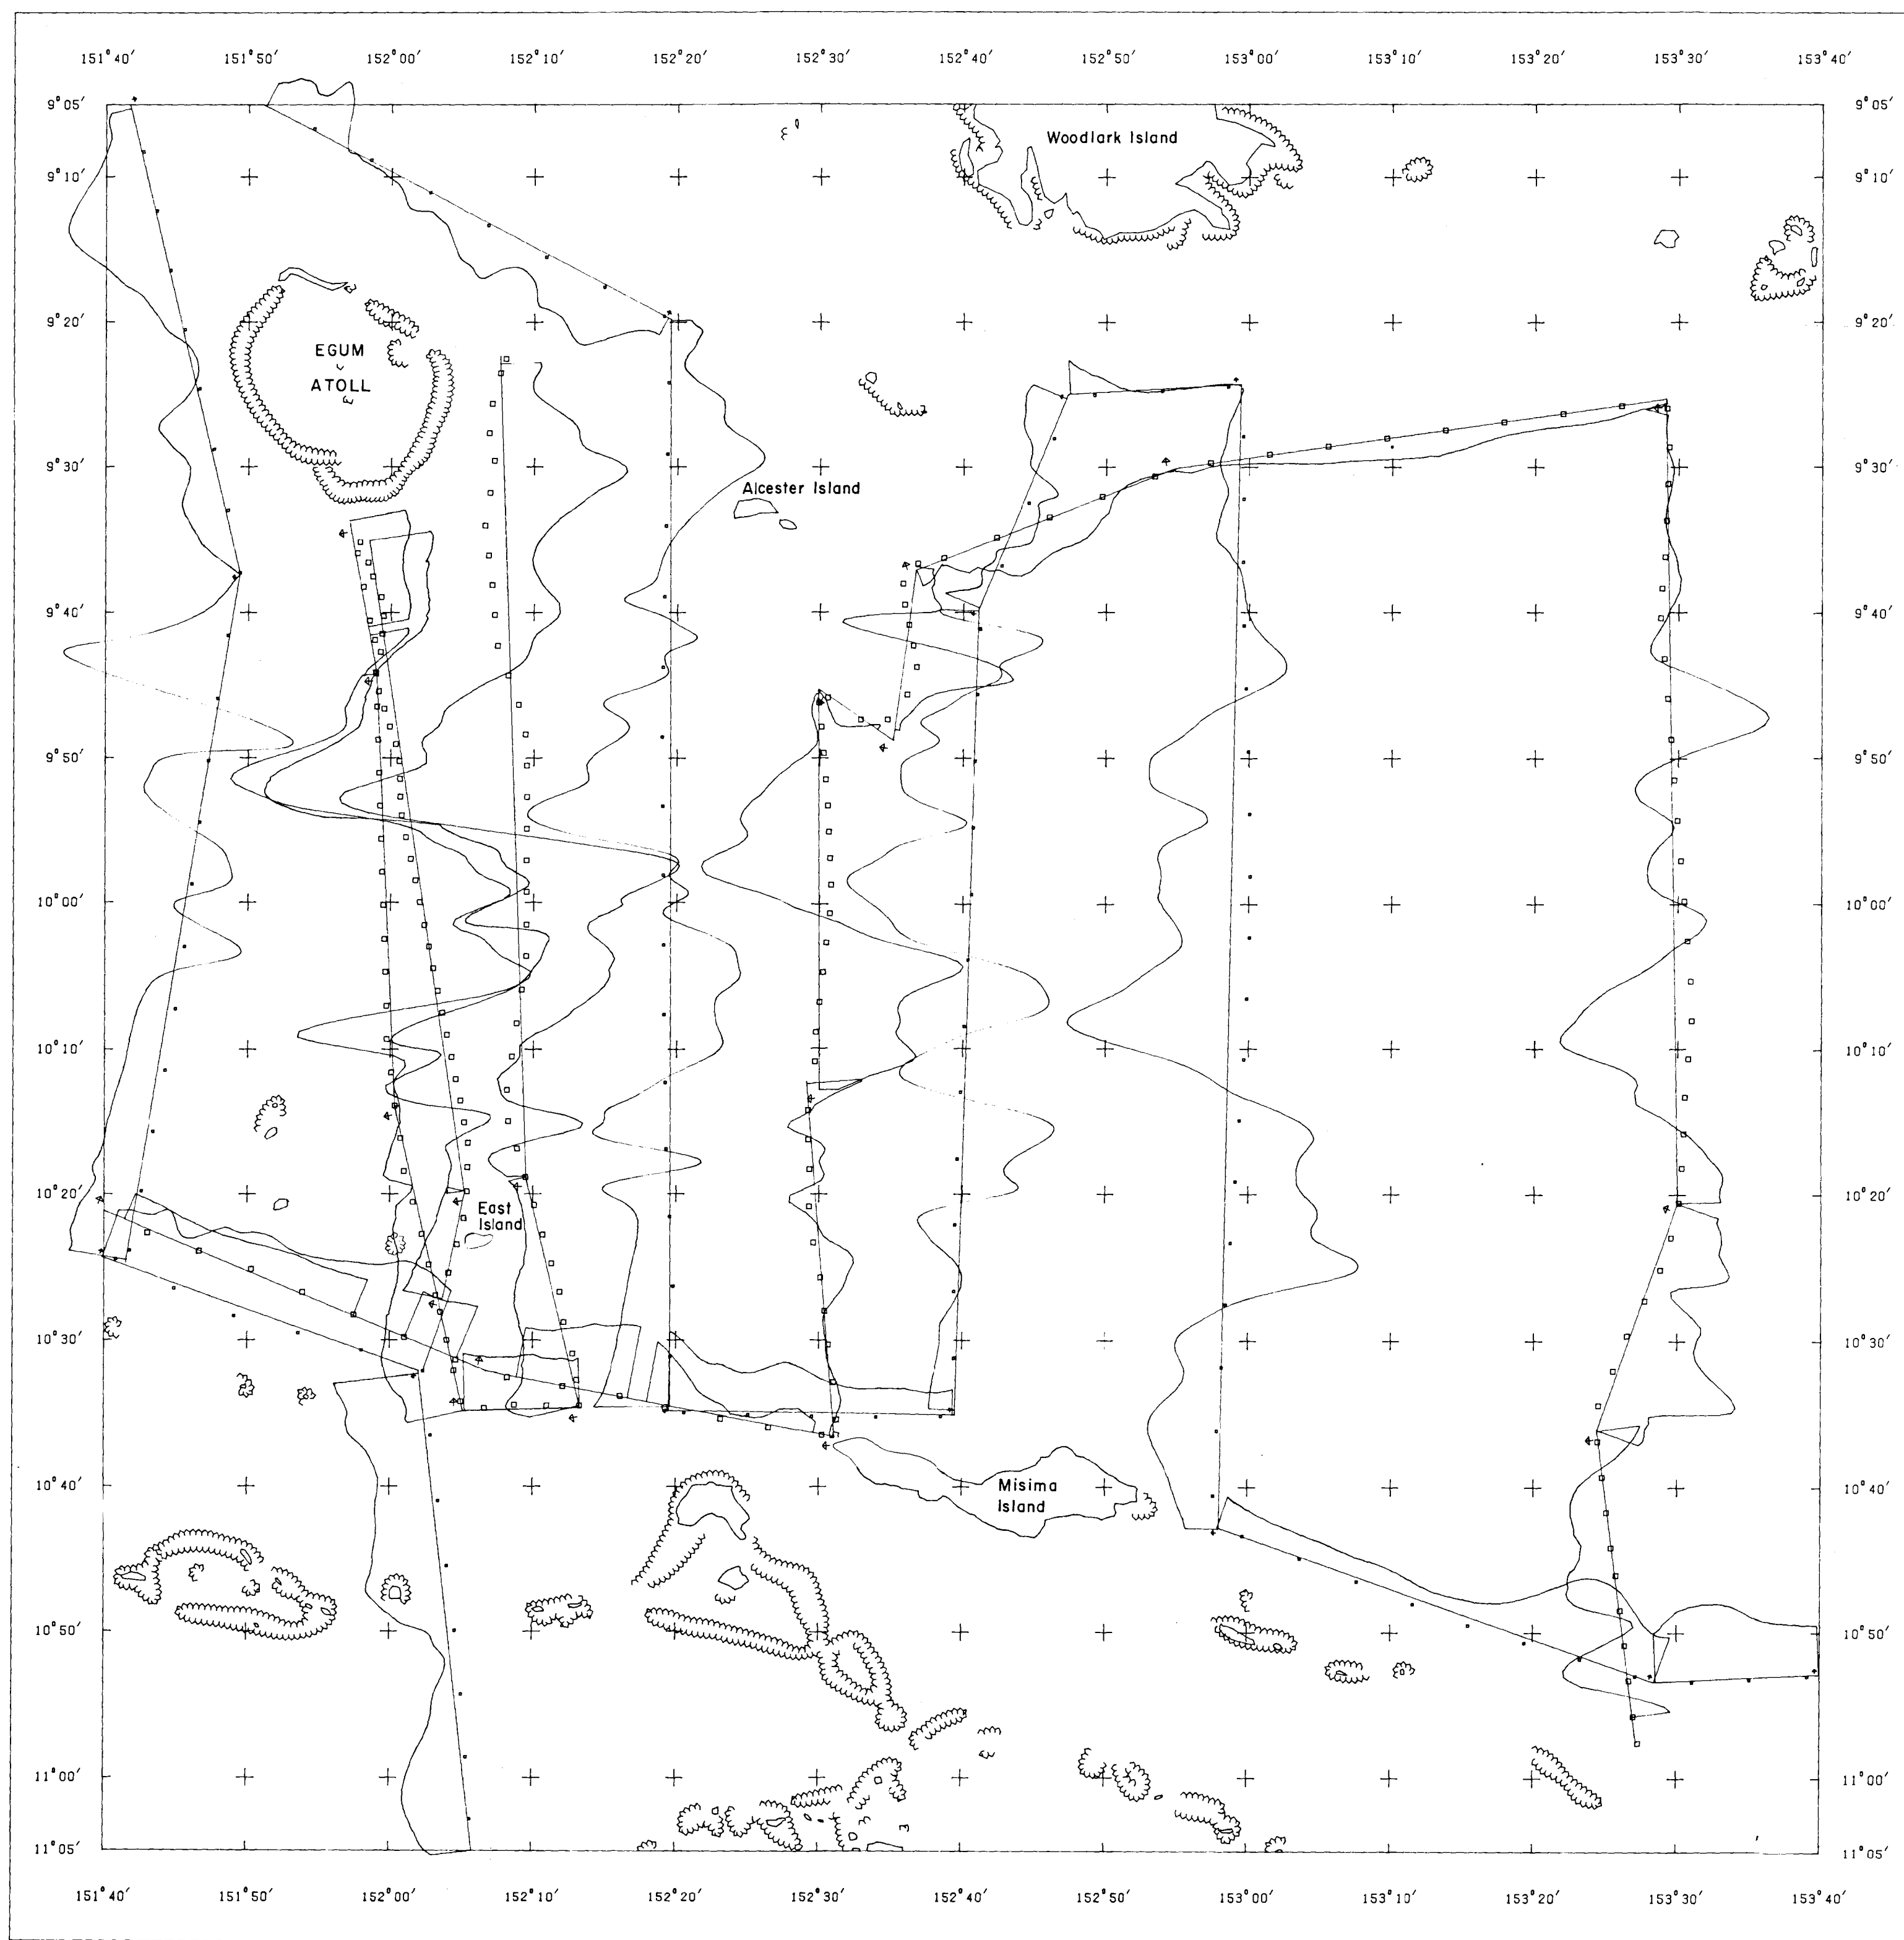 151°40′ 151°50′ 152°00′ 152°10′ 152°20′ 152°30′ 152°40′ 152°50′ 153°00′ 153°10′ 153°20′ 153°30′ 153°40′
9°05′ 9°05′
Woodlark Island
9°10′ 9°10′
9°20′ 9°20′
EGUM
ATOLL
9°30′ 9°30′
Alcester Island
9°40′ 9°40′
9°50′ 9°50′
10°00′ 10°00′
10°10′ 10°10′
10°20′ 10°20′
East
Island
10°30′ 10°30′
10°40′ 10°40′
Misima
Island
10°50′ 10°50′
11°00′ 11°00′
11°05′ 11°05′
151°40′ 151°50′ 152°00′ 152°10′ 152°20′ 152°30′ 152°40′ 152°50′ 153°00′ 153°10′ 153°20′ 153°30′ 153°40′